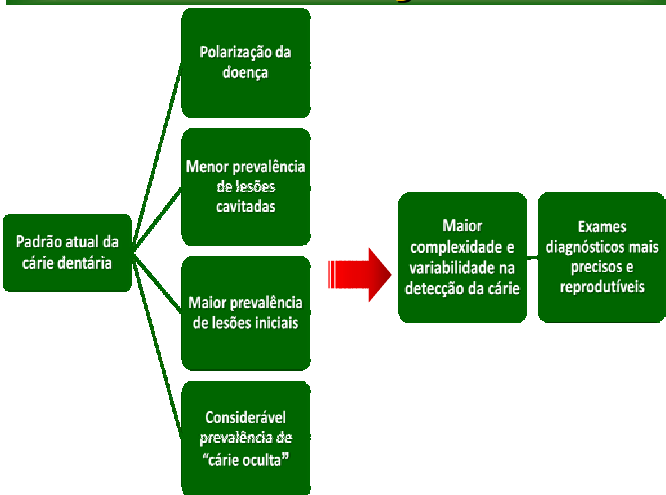 Padrão atual da
cárie dentária
Polarização da
doença
Menor prevalência
de lesões
cavitadas
Maior prevalência
de lesões iniciais
Considerável
prevalência de
“cárie oculta”
Maior
complexidade e
variabilidade na
detecção da cárie
Exames
diagnósticos mais
precisos e
reprodutíveis